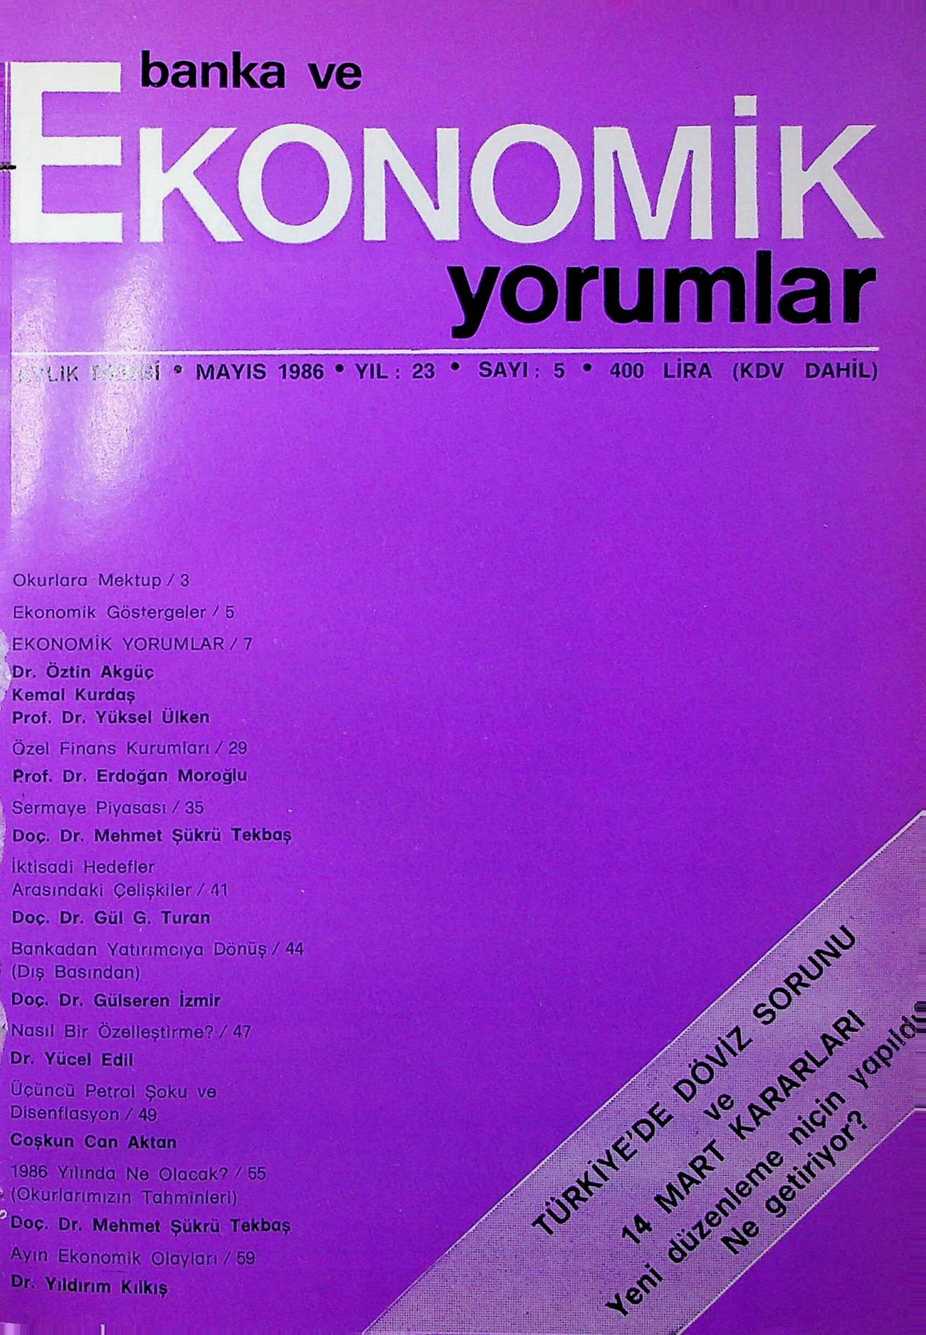 banka ve
EKONOMİK
yorumlar
AYLIK DERGİ • MAYIS 1986 • YIL : 23 • SAYI : 5 • 400 LİRA (KDV DAHİL)
Okurlara Mektup / 3
Ekonomik Göstergeler / 5
EKONOMİK YORUMLAR / 7
Dr. Öztin Akgüç
Kemal Kurdaş
Prof. Dr. Yüksel Ülken
Özel Finans Kurumları / 29
Prof. Dr. Erdoğan Moroğlu
Sermaye Piyasası / 35
Doç. Dr. Mehmet Şükrü Tekbaş
İktisadi Hedefler
Arasındaki Çelişkiler / 41
Doç. Dr. Gül G. Turan
Bankadan Yatırımcıya Dönüş / 44
(Dış Basından)
Doç. Dr. Gülseren İzmir
Nasıl Bir Özelleştirme? / 47
Dr. Yücel Edil
Üçüncü Petrol Şoku ve
Disenflasyon / 49
Coşkun Can Aktan
1986 Yılında Ne Olacak? / 55
(Okurlarımızın Tahminleri)
Doç. Dr. Mehmet Şükrü Tekbaş
Ayın Ekonomik Olayları / 59
Dr. Yıldırım Kılkış
TÜRKİYE'DE DÖVİZ SORUNU
ve
14 MART KARARLARI
Yeni düzenleme niçin yapıldı
Ne getiriyor?